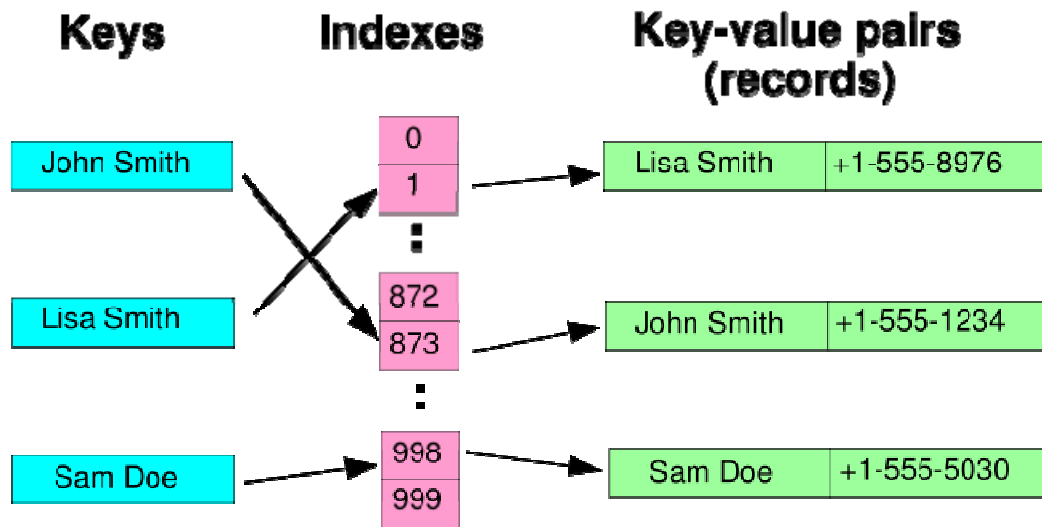 Keys
Indexes
Key-value pairs
(records)
John Smith
0
1
Lisa Smith +1-555-8976
Lisa Smith
872
873
John Smith +1-555-1234
Sam Doe
998
999
Sam Doe +1-555-5030